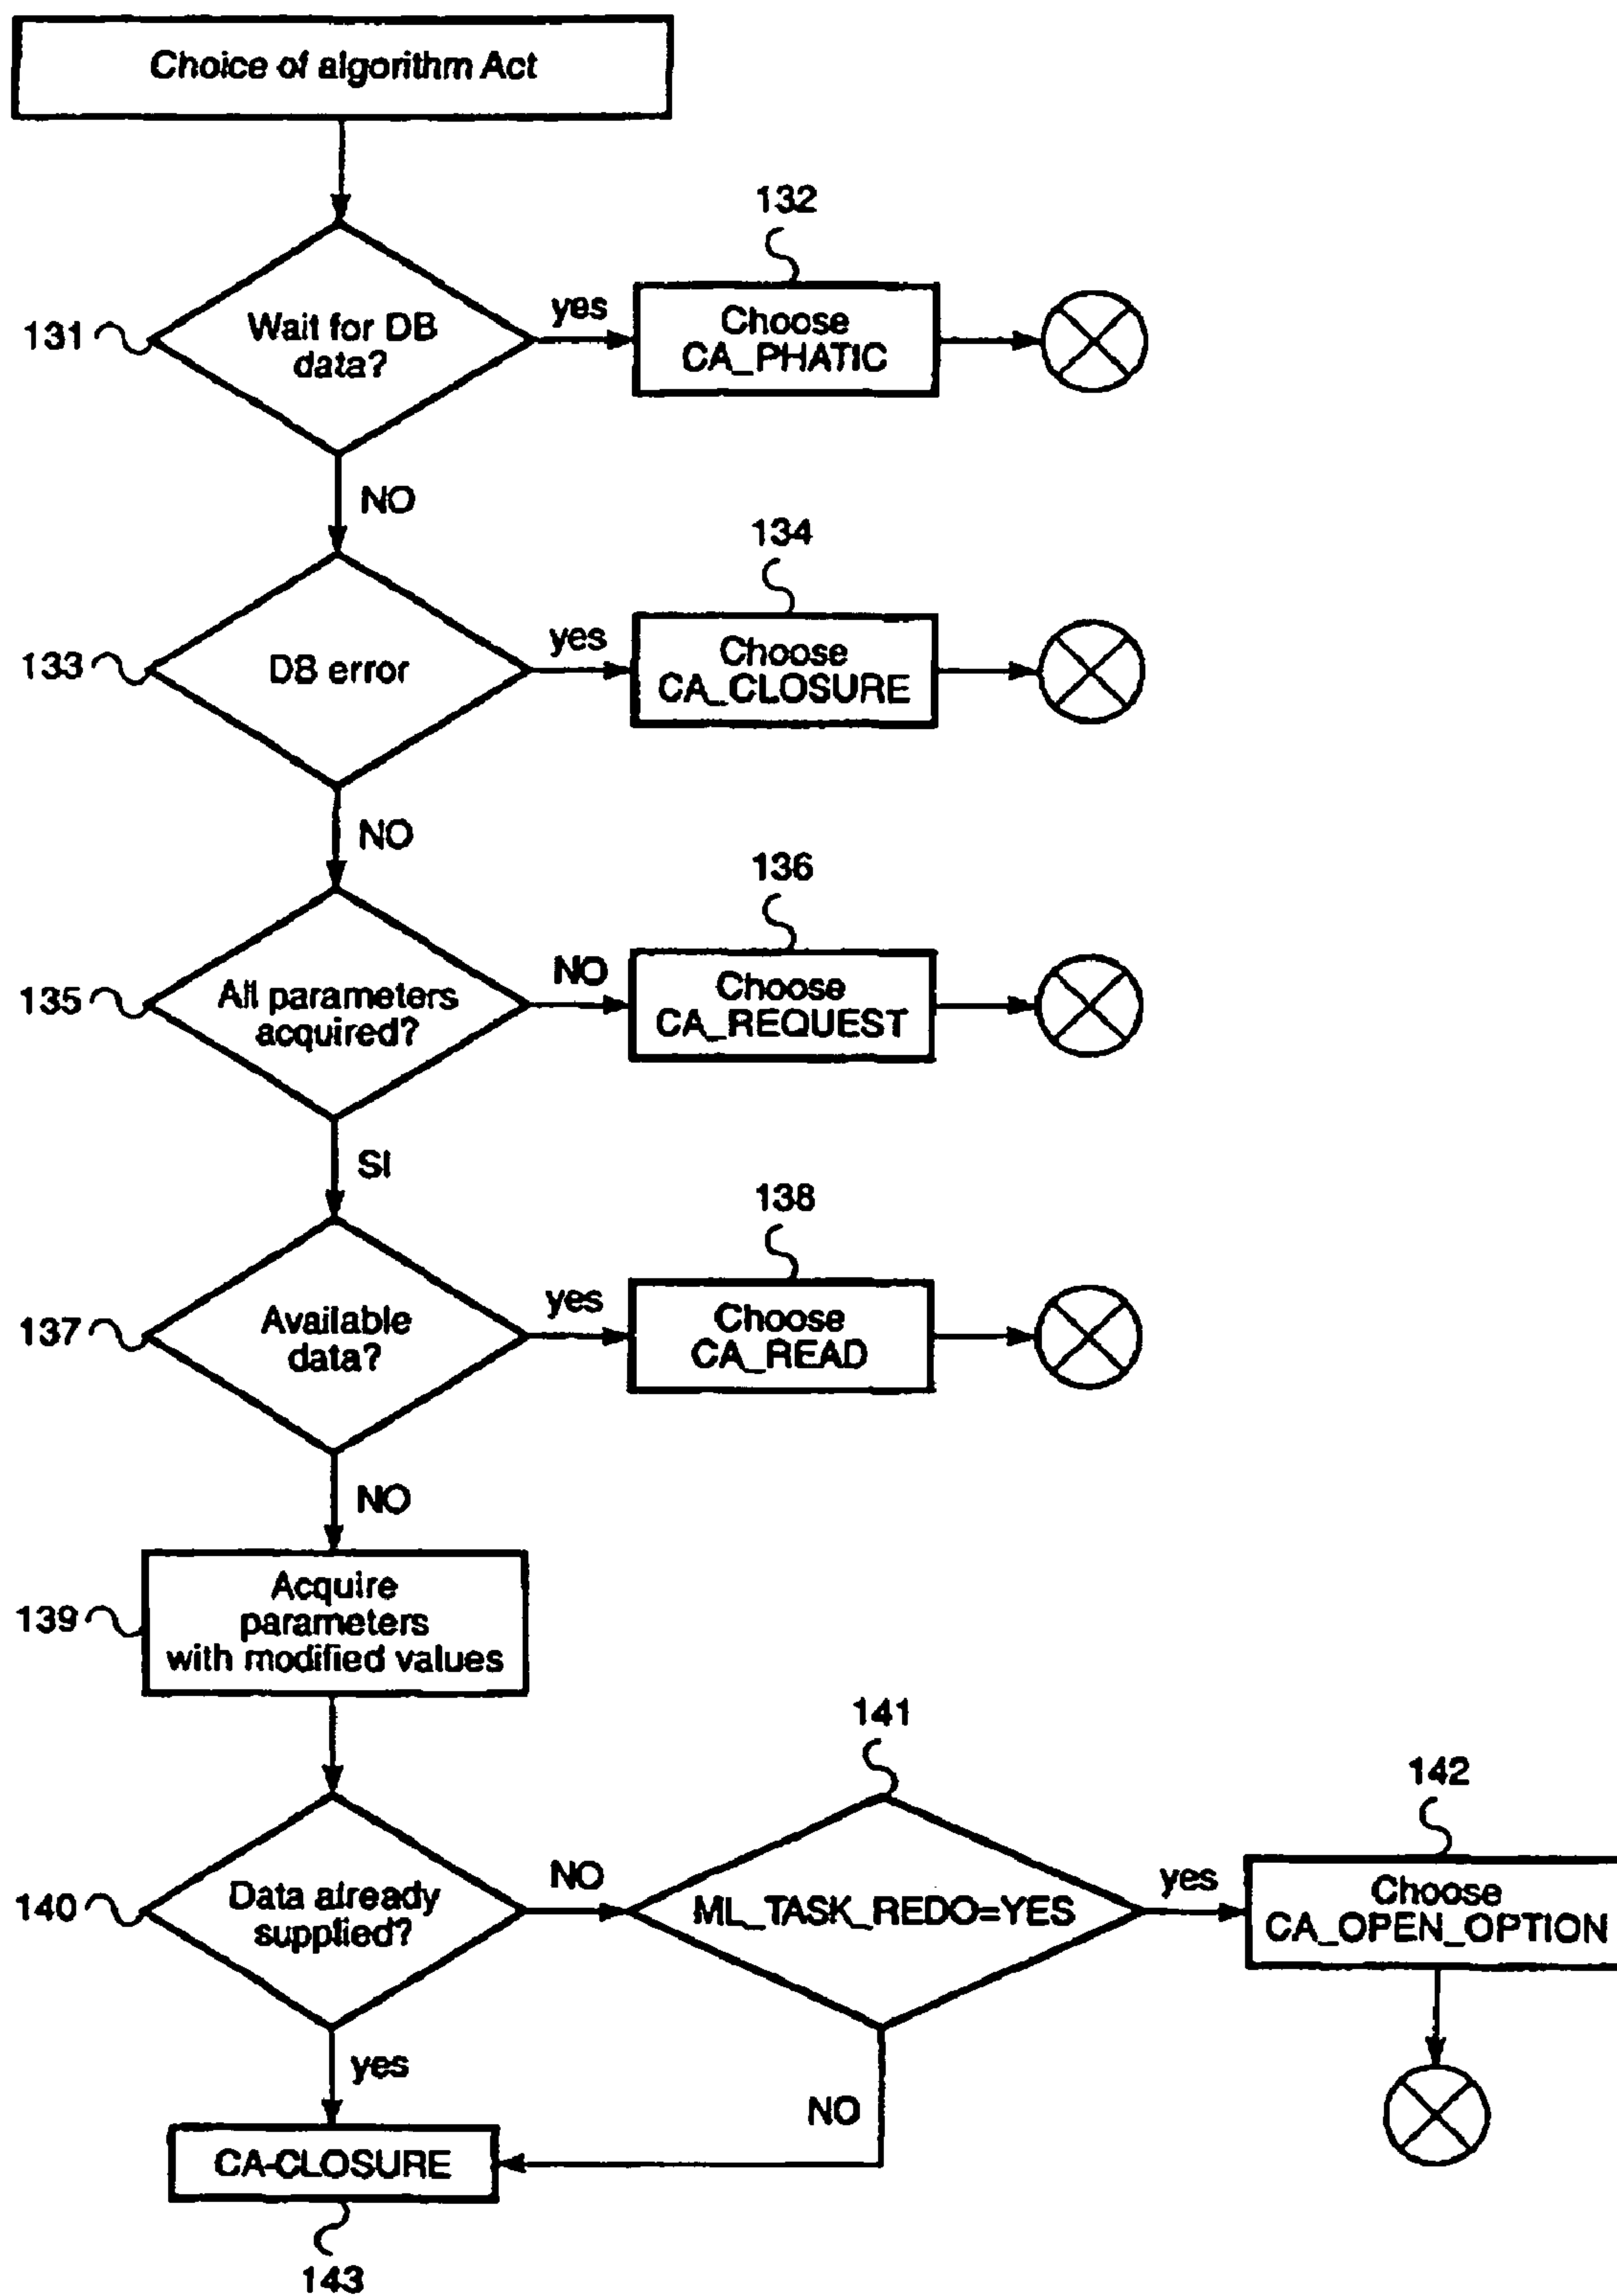 Choice of algorithm Act
132
131
Wait for DB
data?
yes
Choose
CA_PHATIC
NO
134
133
DB error
yes
Choose
CA_CLOSURE
NO
136
135
All parameters
acquired?
NO
Choose
CA_REQUEST
SI
138
137
Available
data?
yes
Choose
CA_READ
NO
139
Acquire
parameters
with modified values
141
142
140
Data already
supplied?
NO
ML_TASK_REDO=YES
yes
Choose
CA_OPEN_OPTION
yes
NO
CA-CLOSURE
143